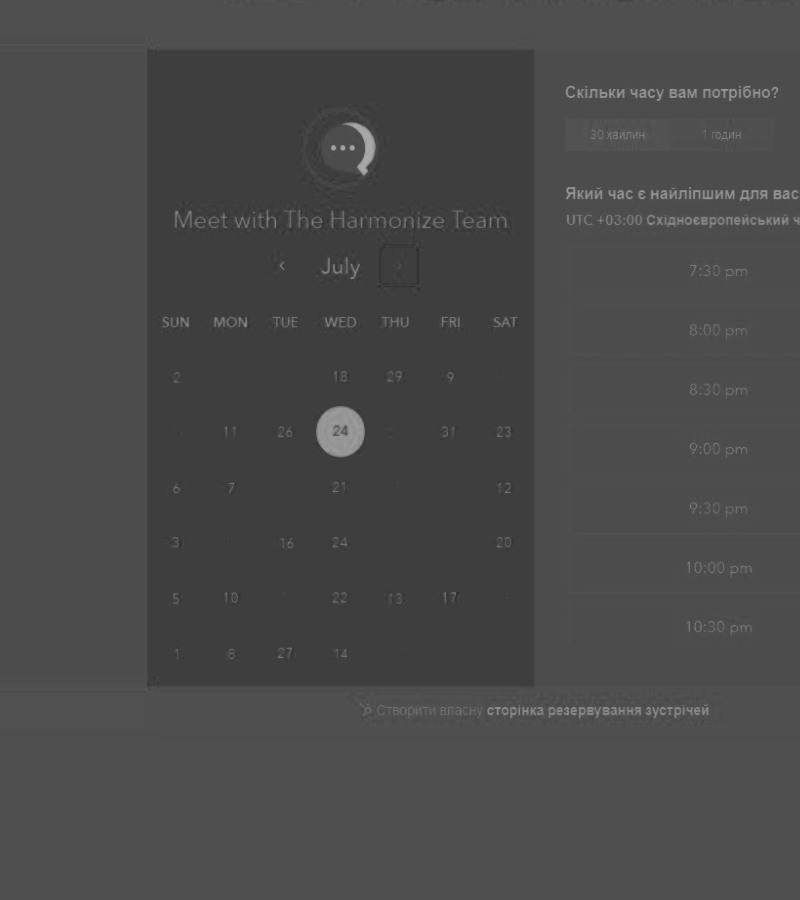 Meet with The Harmonize Team
‹ July ›
SUN MON TUE WED THU FRI SAT
2 18 29 9
11 26 24 31 23
6 7 21 12
3 16 24 20
5 10 22 13 17
1 8 27 14
Скільки часу вам потрібно?
30 хвилин 1 годин
Який час є найліпшим для вас
UTC +03:00 Східноєвропейський ч
7:30 pm
8:00 pm
8:30 pm
9:00 pm
9:30 pm
10:00 pm
10:30 pm
Створити власну сторінка резервування зустрічей